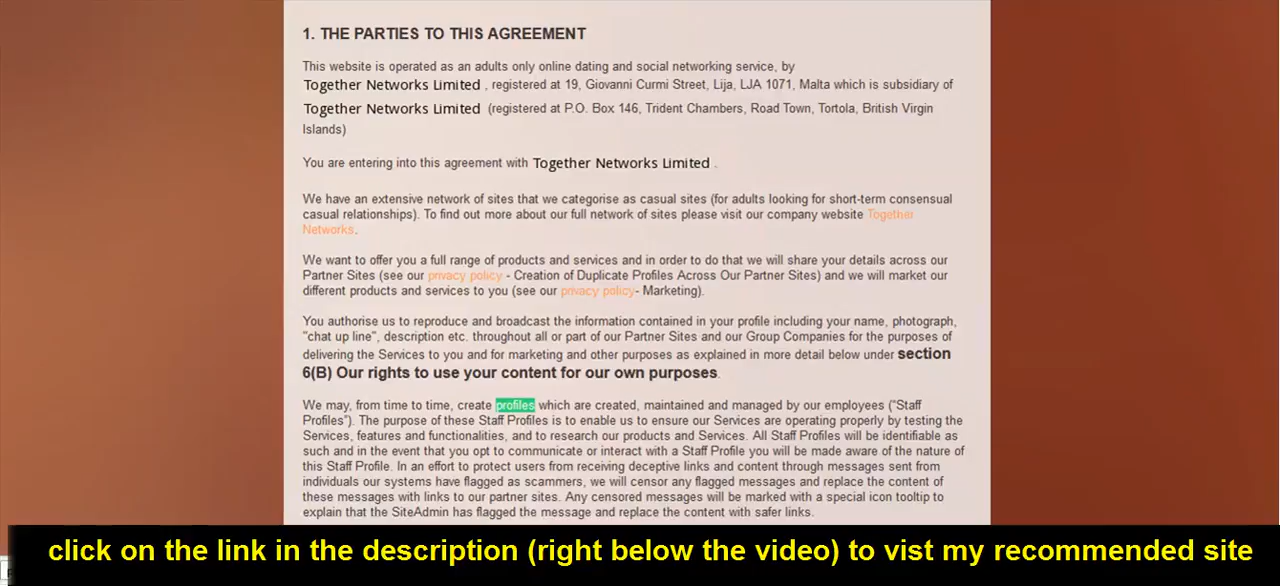 1. THE PARTIES TO THIS AGREEMENT
This website is operated as an adults only online dating and social networking service, by
Together Networks Limited , registered at 19, Giovanni Curmi Street, Lija, LJA 1071, Malta which is subsidiary of
Together Networks Limited (registered at P.O. Box 146, Trident Chambers, Road Town, Tortola, British Virgin
Islands)
You are entering into this agreement with Together Networks Limited .
We have an extensive network of sites that we categorise as casual sites (for adults looking for short-term consensual
casual relationships). To find out more about our full network of sites please visit our company website Together
Networks.
We want to offer you a full range of products and services and in order to do that we will share your details across our
Partner Sites (see our privacy policy - Creation of Duplicate Profiles Across Our Partner Sites) and we will market our
different products and services to you (see our privacy policy- Marketing).
You authorise us to reproduce and broadcast the information contained in your profile including your name, photograph,
"chat up line", description etc. throughout all or part of our Partner Sites and our Group Companies for the purposes of
delivering the Services to you and for marketing and other purposes as explained in more detail below under section
6(B) Our rights to use your content for our own purposes.
We may, from time to time, create profiles which are created, maintained and managed by our employees ("Staff
Profiles"). The purpose of these Staff Profiles is to enable us to ensure our Services are operating properly by testing the
Services, features and functionalities, and to research our products and Services. All Staff Profiles will be identifiable as
such and in the event that you opt to communicate or interact with a Staff Profile you will be made aware of the nature of
this Staff Profile. In an effort to protect users from receiving deceptive links and content through messages sent from
individuals our systems have flagged as scammers, we will censor any flagged messages and replace the content of
these messages with links to our partner sites. Any censored messages will be marked with a special icon tooltip to
explain that the SiteAdmin has flagged the message and replace the content with safer links.
click on the link in the description (right below the video) to vist my recommended site